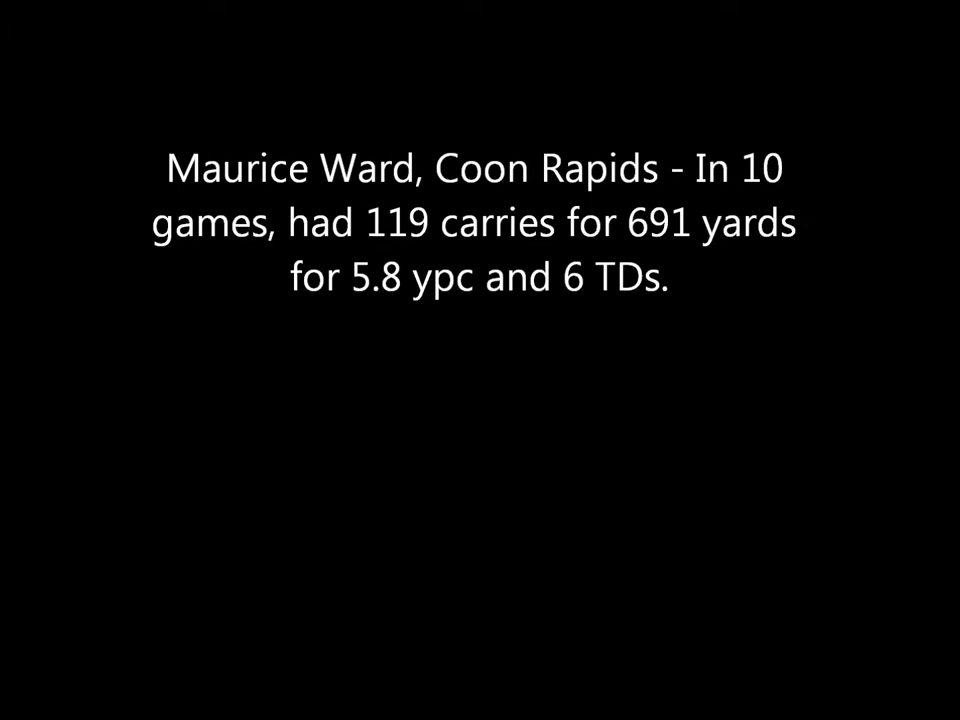 Maurice Ward, Coon Rapids - In 10
games, had 119 carries for 691 yards
for 5.8 ypc and 6 TDs.